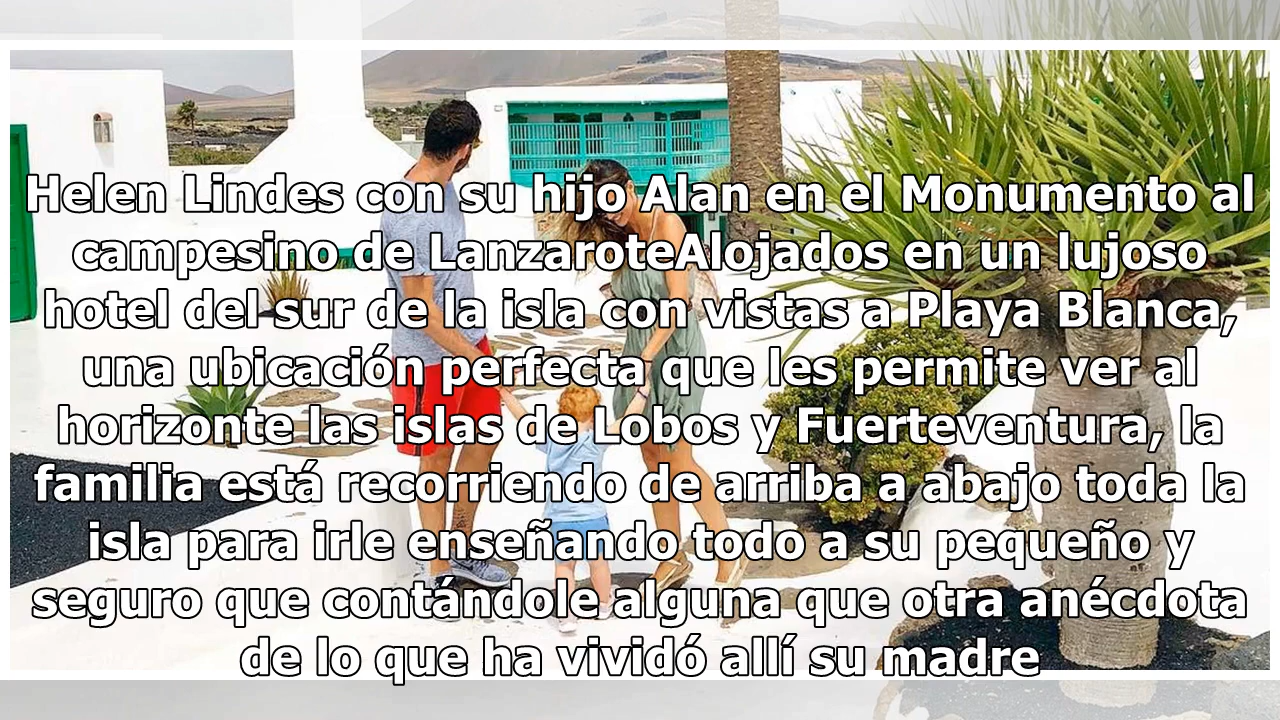 Helen Lindes con su hijo Alan en el Monumento al
campesino de LanzaroteAlojados en un lujoso
hotel del sur de la isla con vistas a Playa Blanca,
una ubicación perfecta que les permite ver al
horizonte las islas de Lobos y Fuerteventura, la
familia está recorriendo de arriba a abajo toda la
isla para irle enseñando todo a su pequeño y
seguro que contándole alguna que otra anécdota
de lo que ha vividó allí su madre